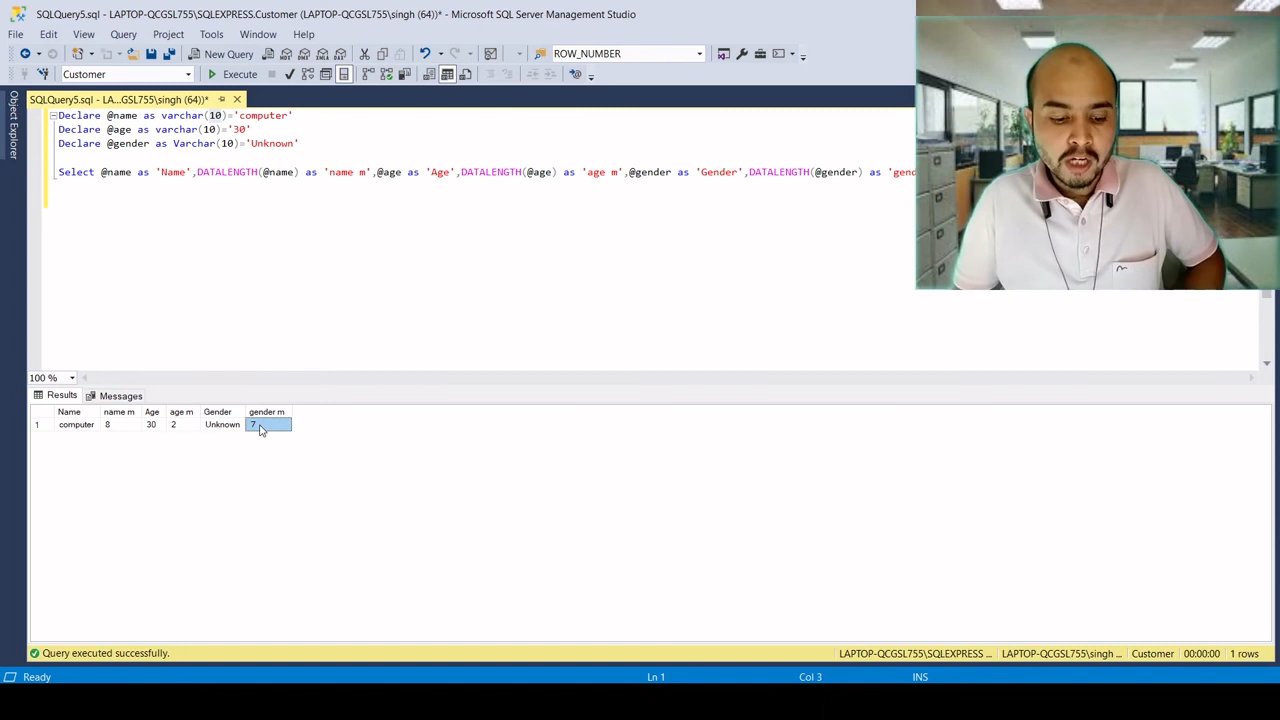 SQLQuery5.sql - LAPTOP-QCGSL755\SQLEXPRESS.Customer (LAPTOP-QCGSL755\singh (64))* - Microsoft SQL Server Management Studio
File Edit View Query Project Tools Window Help
New Query ROW_NUMBER
Customer Execute
Object Explorer
SQLQuery5.sql - LA...GSL755\singh (64))*
Declare @name as varchar(10)='computer'
Declare @age as varchar(10)='30'
Declare @gender as Varchar(10)='Unknown'
Select @name as 'Name',DATALENGTH(@name) as 'name m',@age as 'Age',DATALENGTH(@age) as 'age m',@gender as 'Gender',DATALENGTH(@gender) as 'gend
100 %
Results Messages
Name name m Age age m Gender gender m
1 computer 8 30 2 Unknown 7
Query executed successfully. LAPTOP-QCGSL755\SQLEXPRESS ... LAPTOP-QCGSL755\singh ... Customer 00:00:00 1 rows
Ready Ln 1 Col 3 INS